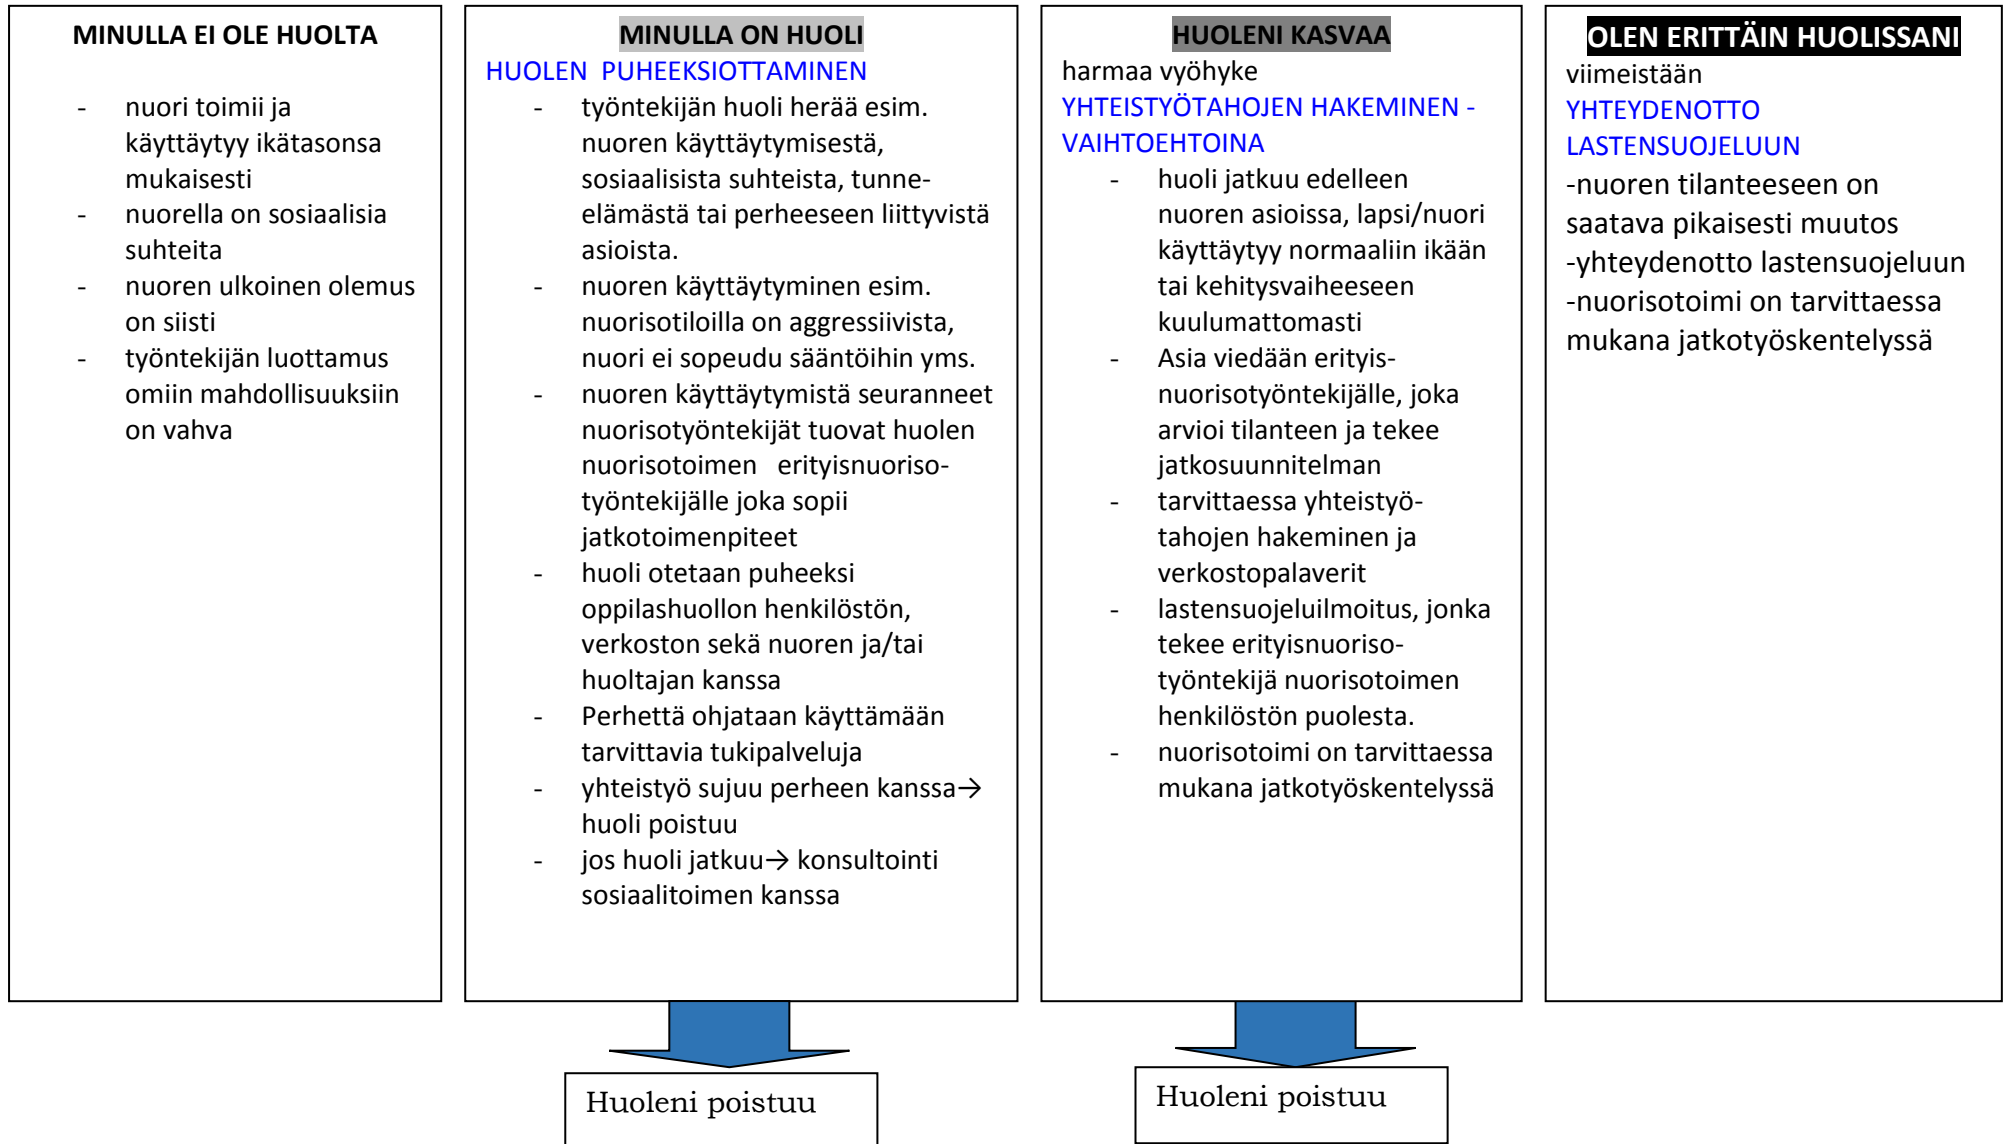 MINULLA EI OLE HUOLTA
- nuori toimii ja
käyttäytyy ikätasonsa
mukaisesti
- nuorella on sosiaalisia
suhteita
- nuoren ulkoinen olemus
on siisti
- työntekijän luottamus
omiin mahdollisuuksiin
on vahva
MINULLA ON HUOLI
HUOLEN PUHEEKSIOTTAMINEN
- työntekijän huoli herää esim.
nuoren käyttäytymisestä,
sosiaalisista suhteista, tunne-
elämästä tai perheeseen liittyvistä
asioista.
- nuoren käyttäytyminen esim.
nuorisotiloilla on aggressiivista,
nuori ei sopeudu sääntöihin yms.
- nuoren käyttäytymistä seuranneet
nuorisotyöntekijät tuovat huolen
nuorisotoimen erityisnuoriso-
työntekijälle joka sopii
jatkotoimenpiteet
- huoli otetaan puheeksi
oppilashuollon henkilöstön,
verkoston sekä nuoren ja/tai
huoltajan kanssa
- Perhettä ohjataan käyttämään
tarvittavia tukipalveluja
- yhteistyö sujuu perheen kanssa→
huoli poistuu
- jos huoli jatkuu→ konsultointi
sosiaalitoimen kanssa
HUOLENI KASVAA
harmaa vyöhyke
YHTEISTYÖTAHOJEN HAKEMINEN -
VAIHTOEHTOINA
- huoli jatkuu edelleen
nuoren asioissa, lapsi/nuori
käyttäytyy normaaliin ikään
tai kehitysvaiheeseen
kuulumattomasti
- Asia viedään erityis-
nuorisotyöntekijälle, joka
arvioi tilanteen ja tekee
jatkosuunnitelman
- tarvittaessa yhteistyö-
tahojen hakeminen ja
verkostopalaverit
- lastensuojeluilmoitus, jonka
tekee erityisnuoriso-
työntekijä nuorisotoimen
henkilöstön puolesta.
- nuorisotoimi on tarvittaessa
mukana jatkotyöskentelyssä
OLEN ERITTÄIN HUOLISSANI
viimeistään
YHTEYDENOTTO
LASTENSUOJELUUN
-nuoren tilanteeseen on
saatava pikaisesti muutos
-yhteydenotto lastensuojeluun
-nuorisotoimi on tarvittaessa
mukana jatkotyöskentelyssä
Huoleni poistuu
Huoleni poistuu